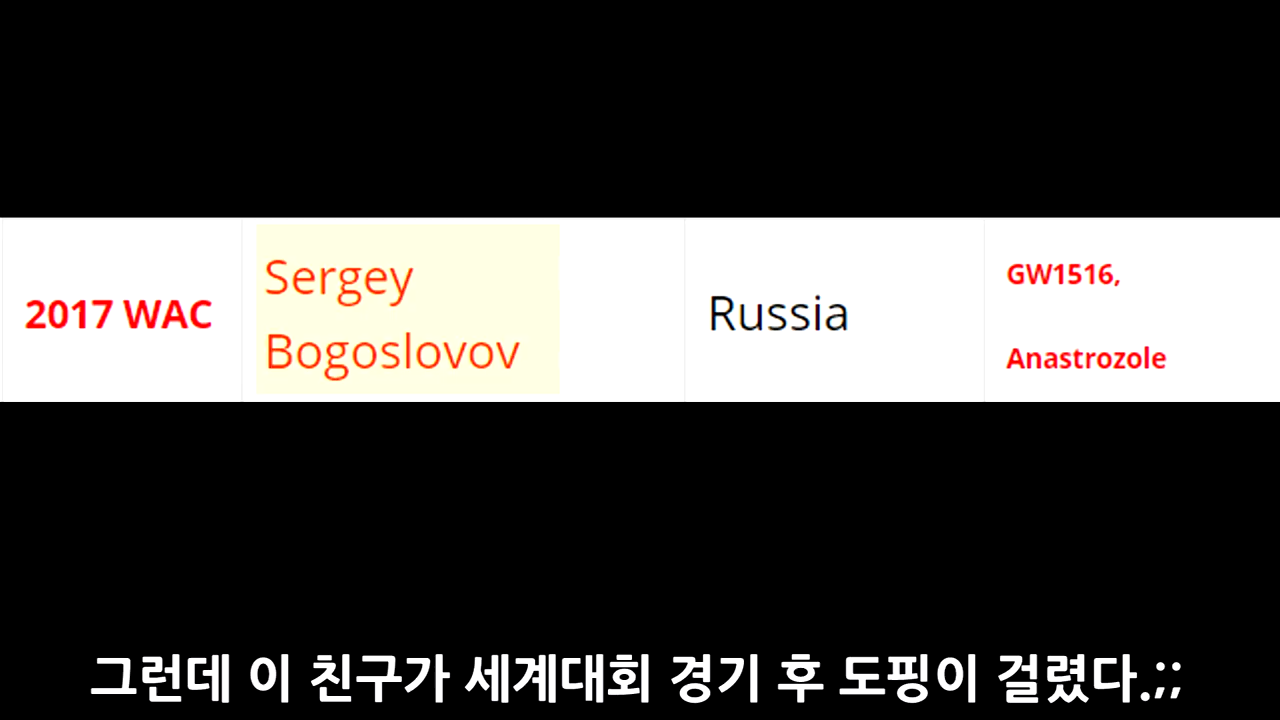 2017 WAC
Sergey
Bogoslovov
Russia
GW1516,
Anastrozole
그런데 이 친구가 세계대회 경기 후 도핑이 걸렸다.;;